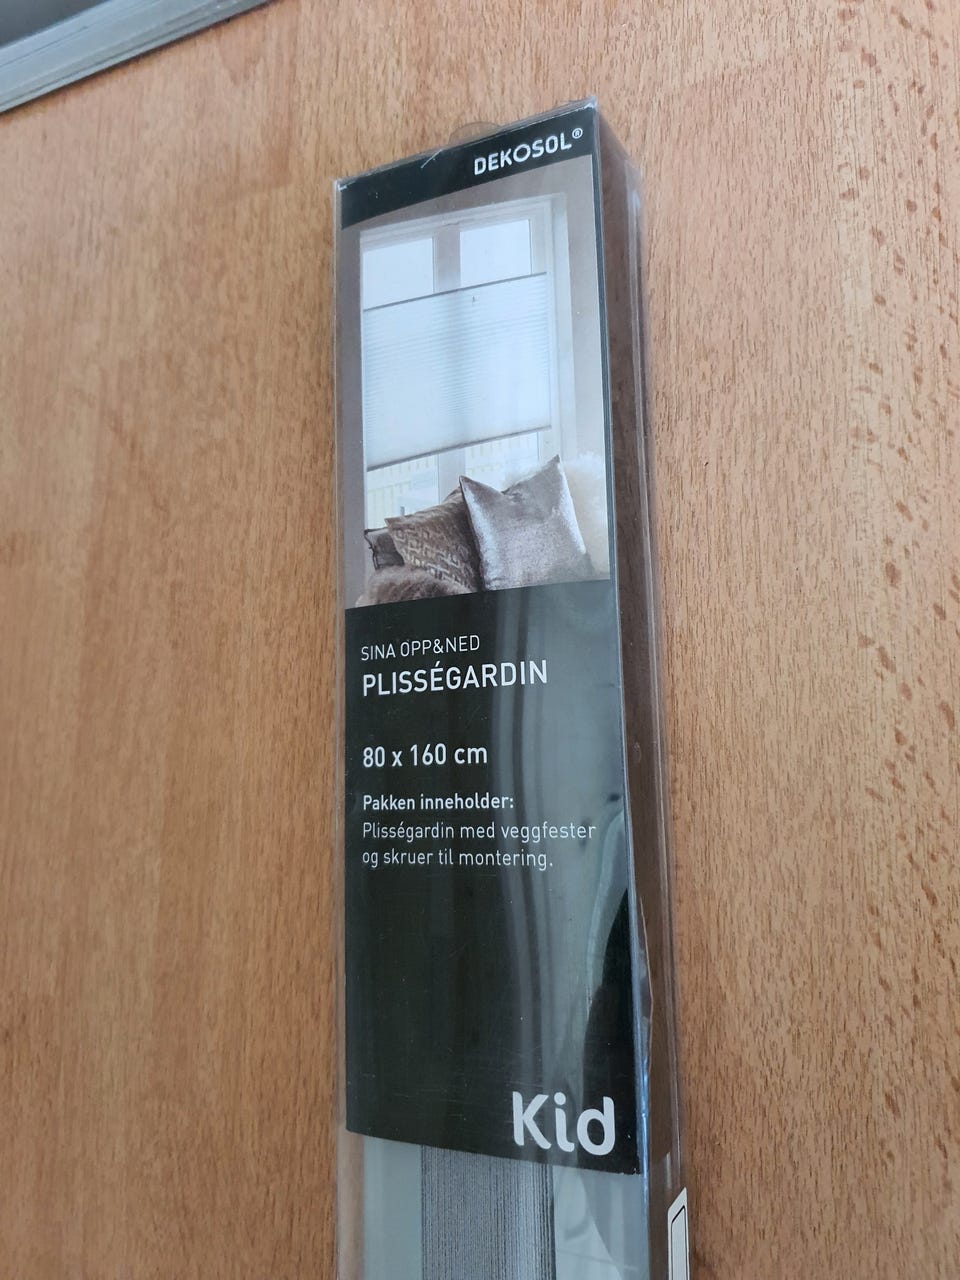 DEKOSOL®
SINA OPP&NED
PLISSÉGARDIN
80 x 160 cm
Pakken inneholder:
Plisségardin med veggfester
og skruer til montering.
Kid